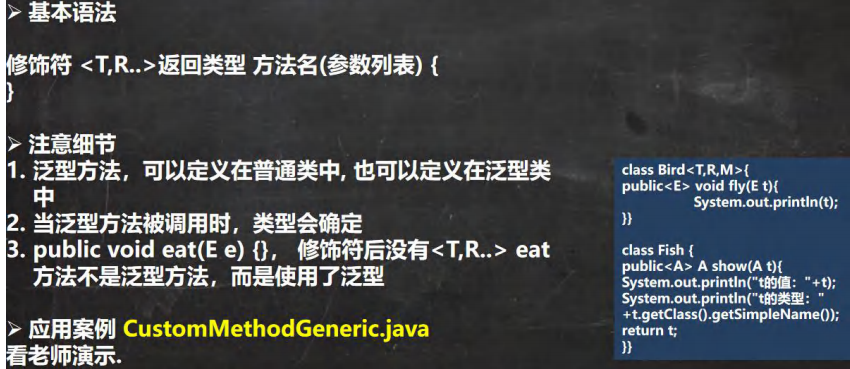 ➢ 基本语法
修饰符 <T,R..>返回类型 方法名(参数列表) {
}
➢ 注意细节
1. 泛型方法，可以定义在普通类中, 也可以定义在泛型类
中
2. 当泛型方法被调用时，类型会确定
3. public void eat(E e) {}， 修饰符后没有<T,R..> eat
方法不是泛型方法，而是使用了泛型
➢ 应用案例 CustomMethodGeneric.java
看老师演示.
class Bird<T,R,M>{
public<E> void fly(E t){
System.out.println(t);
}}
class Fish {
public<A> A show(A t){
System.out.println("t的值："+t);
System.out.println("t的类型："
+t.getClass().getSimpleName());
return t;
}}